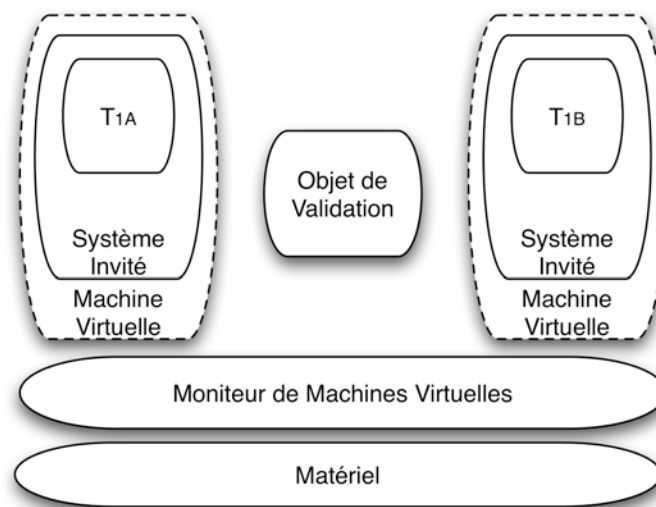 T1A
Système
Invité
Machine
Virtuelle
Objet de
Validation
T1B
Système
Invité
Machine
Virtuelle
Moniteur de Machines Virtuelles
Matériel